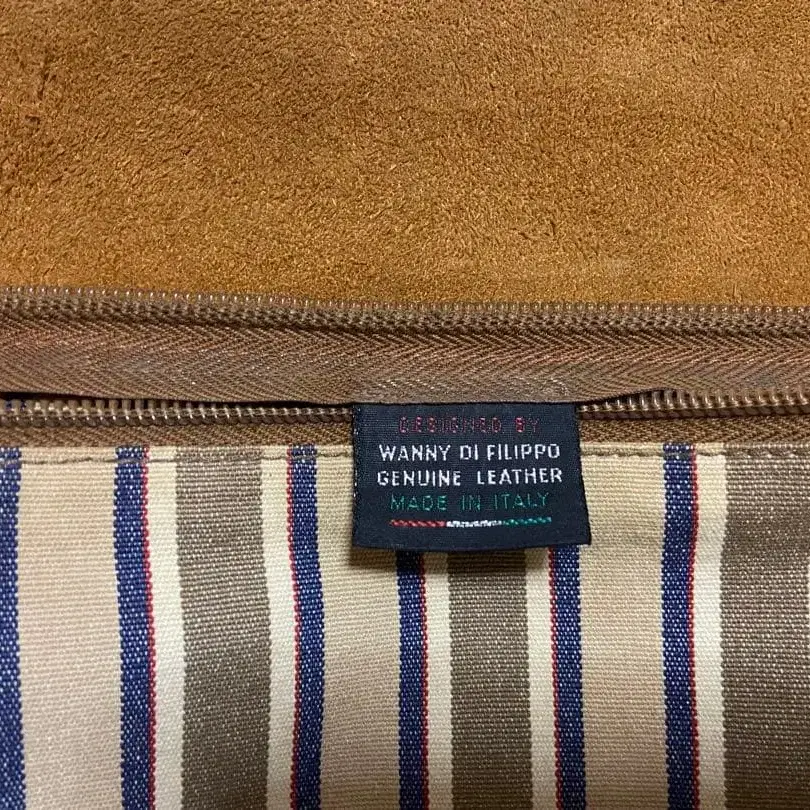 DESIGNED BY
WANNY DI FILIPPO
GENUINE LEATHER
MADE IN ITALY